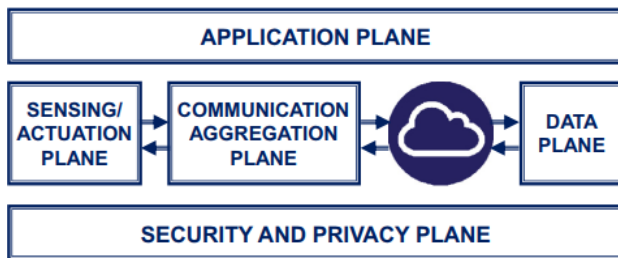 APPLICATION PLANE
SENSING/
ACTUATION
PLANE
COMMUNICATION
AGGREGATION
PLANE
DATA
PLANE
SECURITY AND PRIVACY PLANE